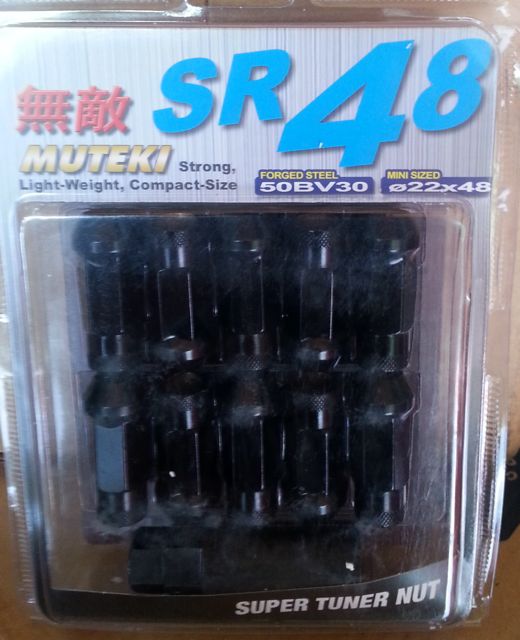 SR48
無敵
MUTEKI Strong,
Light-Weight, Compact-Size
FORGED STEEL
50BV30
MINI SIZED
ø22x48
SUPER TUNER NUT